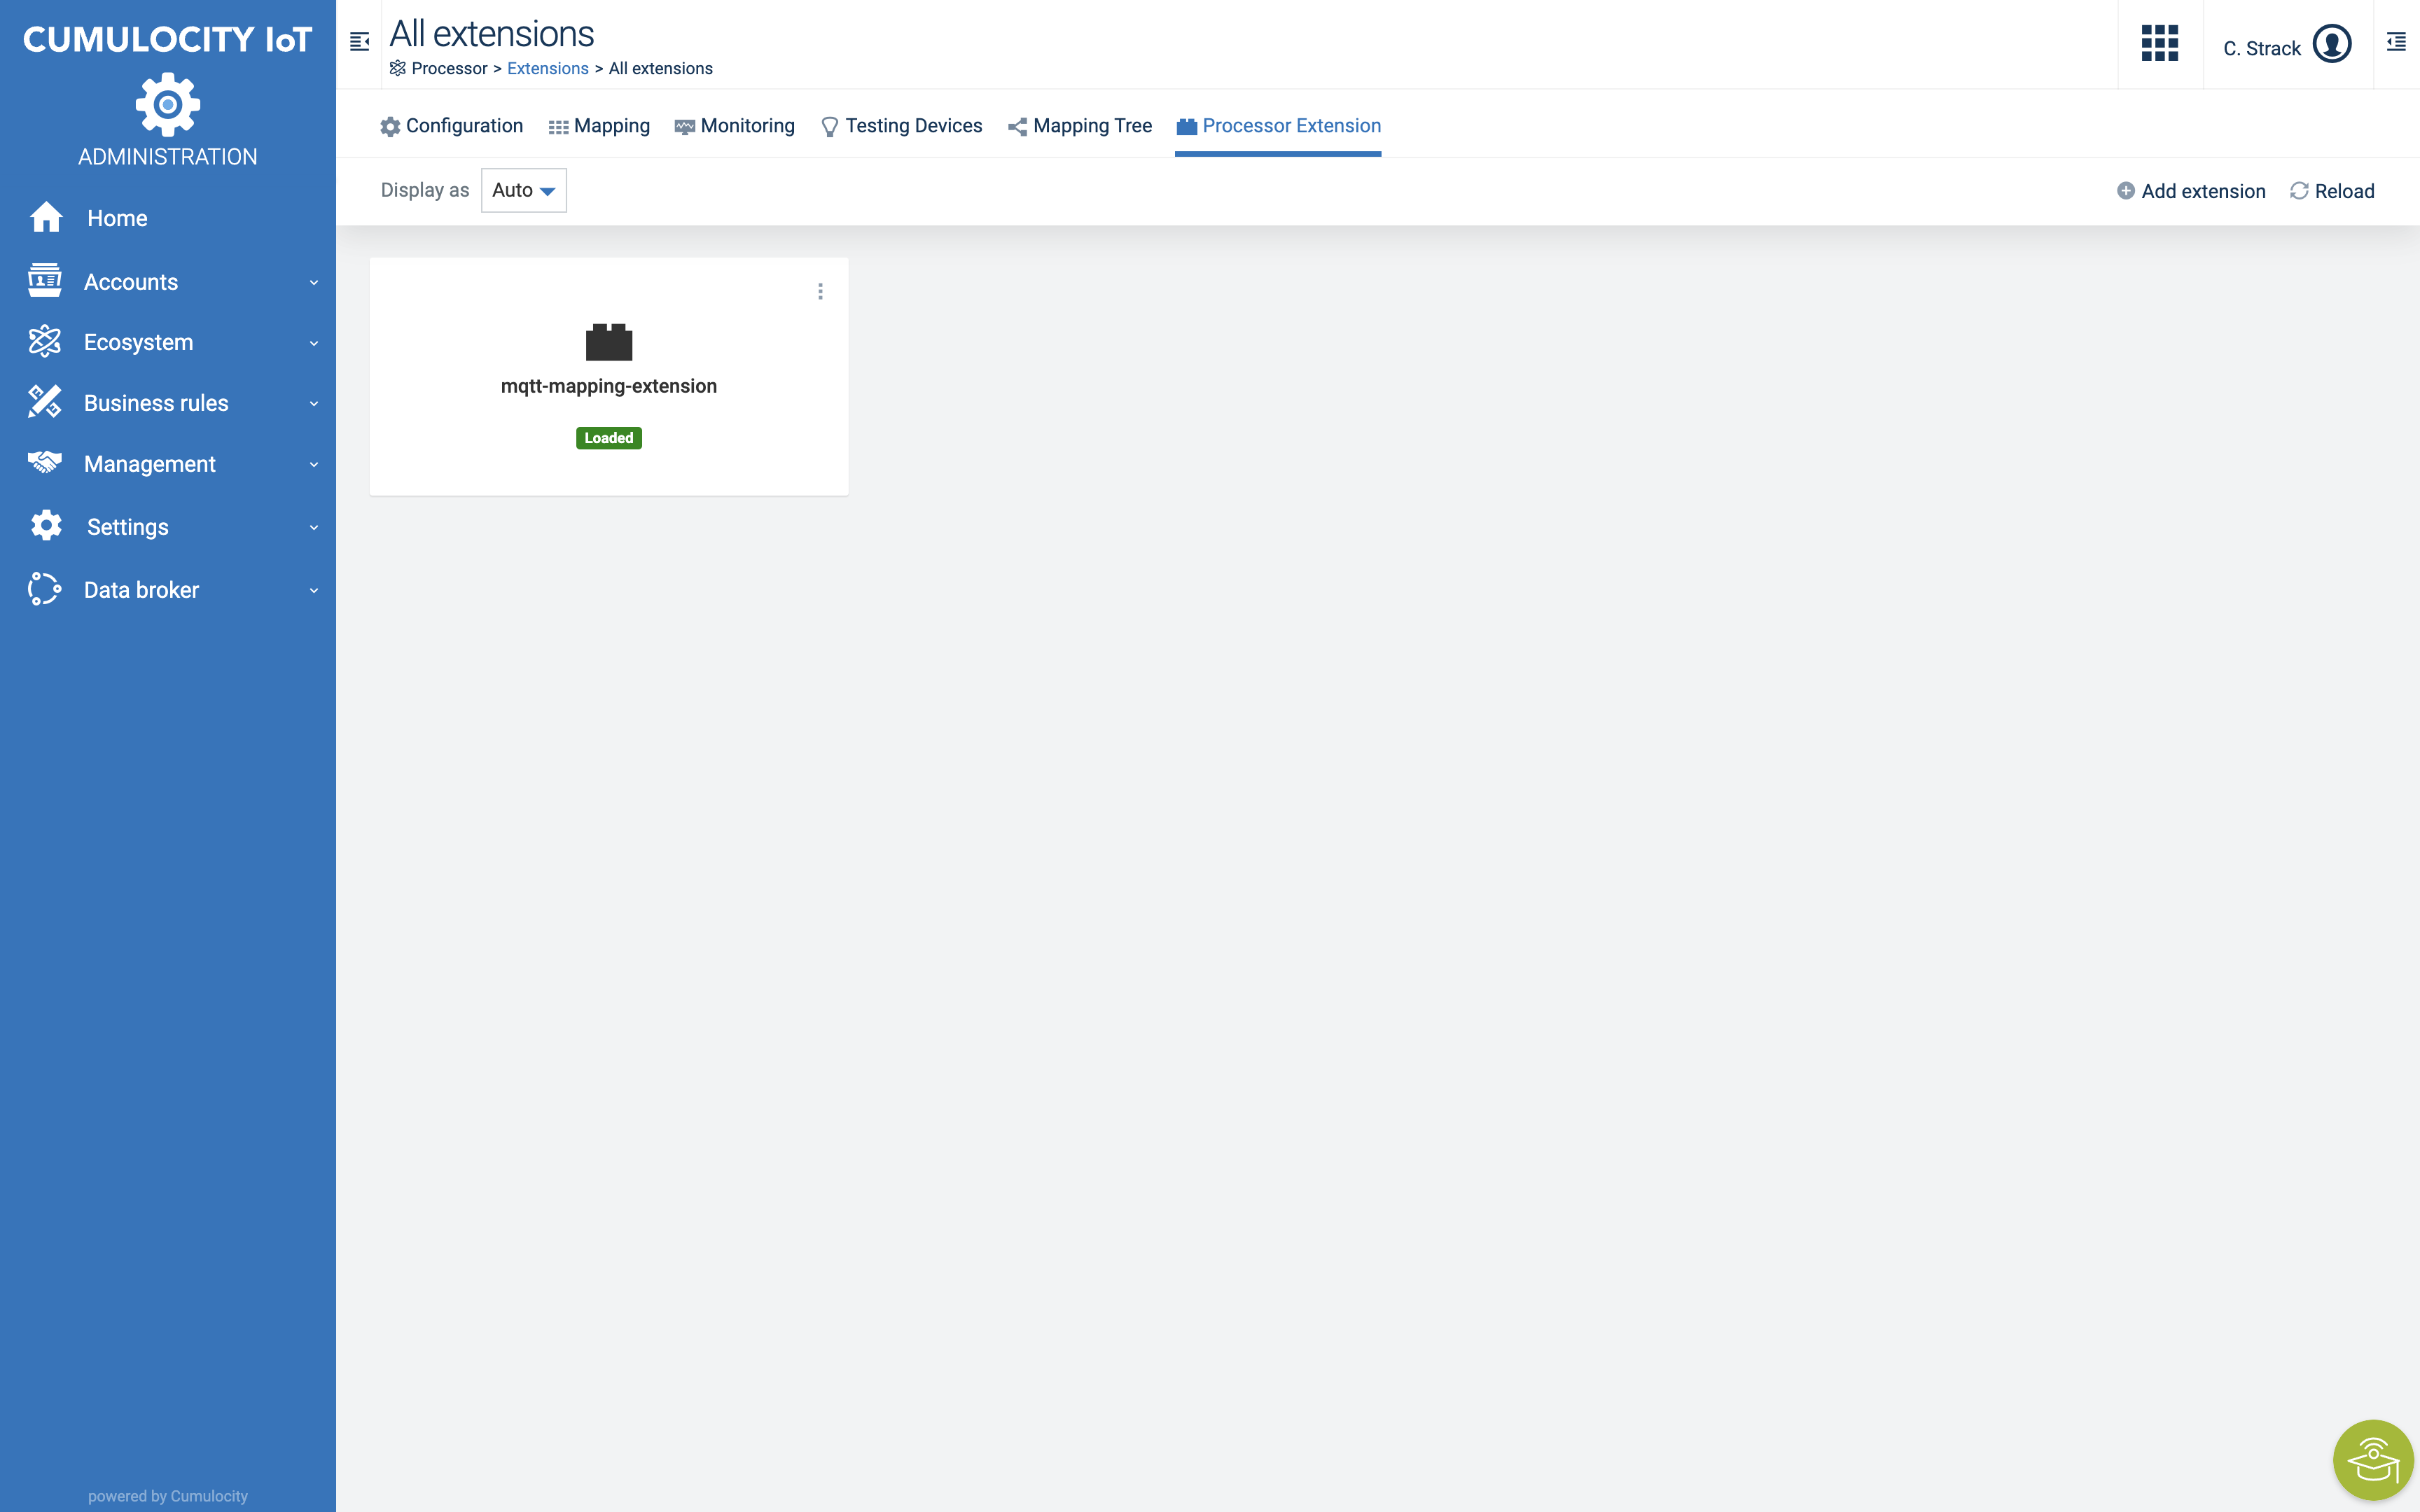 CUMULOCITY IoT
ADMINISTRATION
Home
Accounts
Ecosystem
Business rules
Management
Settings
Data broker
powered by Cumulocity
All extensions
Processor > Extensions > All extensions
C. Strack
Configuration Mapping Monitoring Testing Devices Mapping Tree Processor Extension
Display as Auto Add extension Reload
mqtt-mapping-extension
Loaded